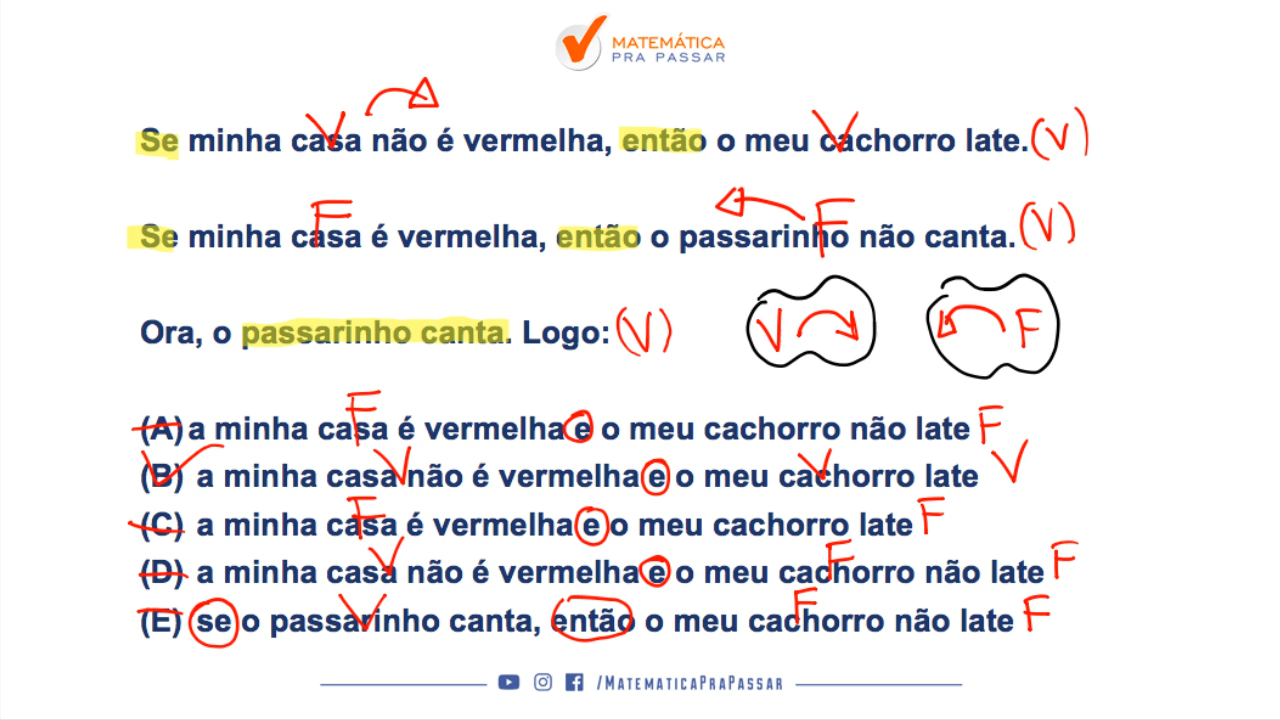 MATEMÁTICA
PRA PASSAR
V V
Se minha casa não é vermelha, então o meu cachorro late. (V)
F F
Se minha casa é vermelha, então o passarinho não canta. (V)
Ora, o passarinho canta. Logo: (V) V F
F
(A) a minha casa é vermelha e o meu cachorro não late F
V V
(B) a minha casa não é vermelha e o meu cachorro late V
F
(C) a minha casa é vermelha e o meu cachorro late F
V F
(D) a minha casa não é vermelha e o meu cachorro não late F
V F
(E) se o passarinho canta, então o meu cachorro não late F
/MATEMATICAPRAPASSAR